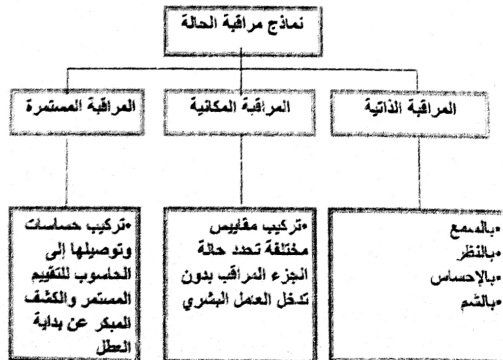 نماذج مراقبة الحالة
المراقبة الذاتية
المراقبة المكانية
المراقبة المستمرة
•بالسمع
•بالنظر
•بالإحساس
•بالشم
•تركيب مقاييس
مختلفة تحدد حالة
الجزء المراقب بدون
تدخل العامل البشري
•تركيب حساسات
وتوصيلها إلى
الحاسوب للتقييم
المستمر والكشف
المبكر عن بداية
العطل